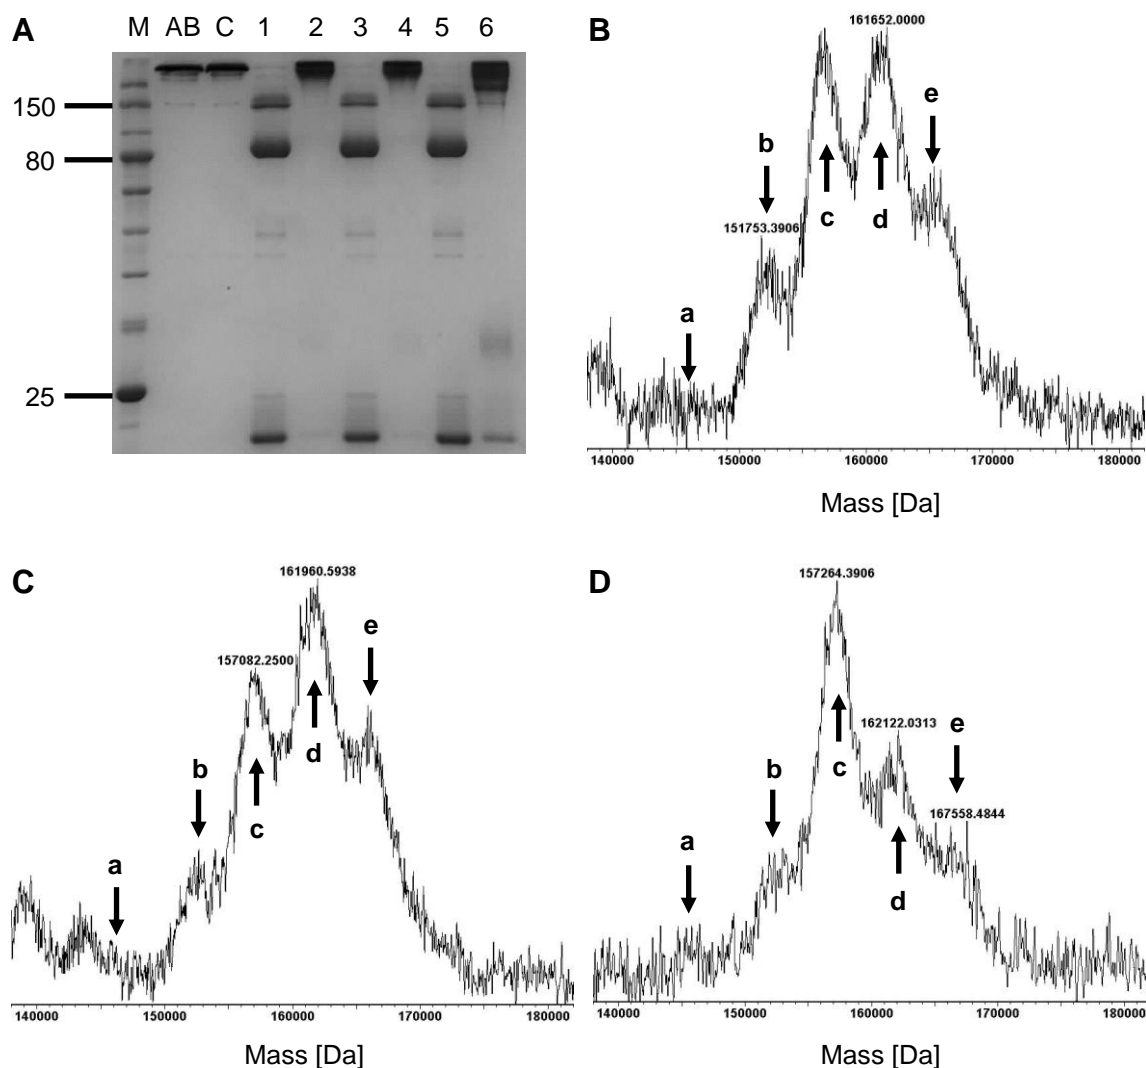 A
M AB C 1 2 3 4 5 6
150
80
25
B
161652.0000
e
b
151753.3906
c d
a
140000 150000 160000 170000 180000
Mass [Da]
C
161960.5938
e
157082.2500
b
d
c
a
140000 150000 160000 170000 180000
Mass [Da]
D
157264.3906
162122.0313
e
b
c
167558.4844
a
d
140000 150000 160000 170000 180000
Mass [Da]